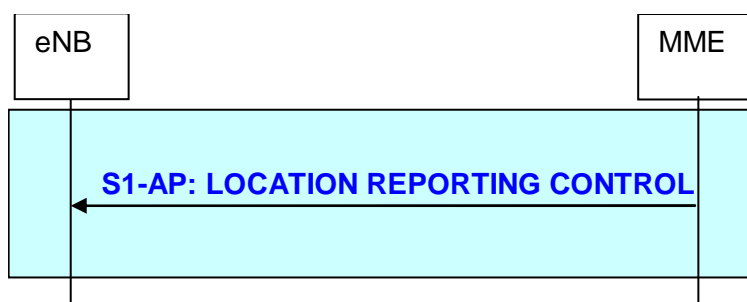 eNB
MME
S1-AP: LOCATION REPORTING CONTROL